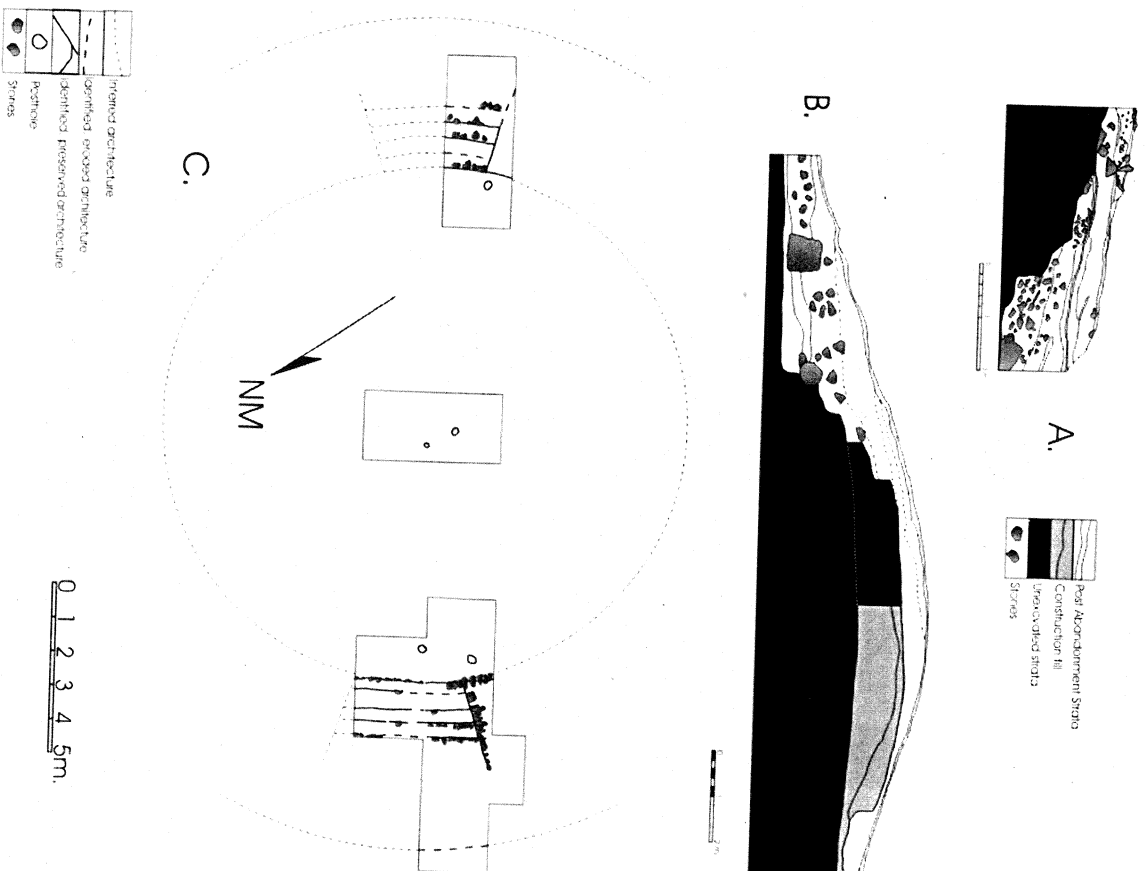 A.
Post Abandonment Strata
Construction fill
Unexcavated strata
Stones
B.
2m.
C.
NM
0 1 2 3 4 5m.
Inferred architecture
Identified, eroded architecture
Identified, preserved architecture
Posthole
Stones